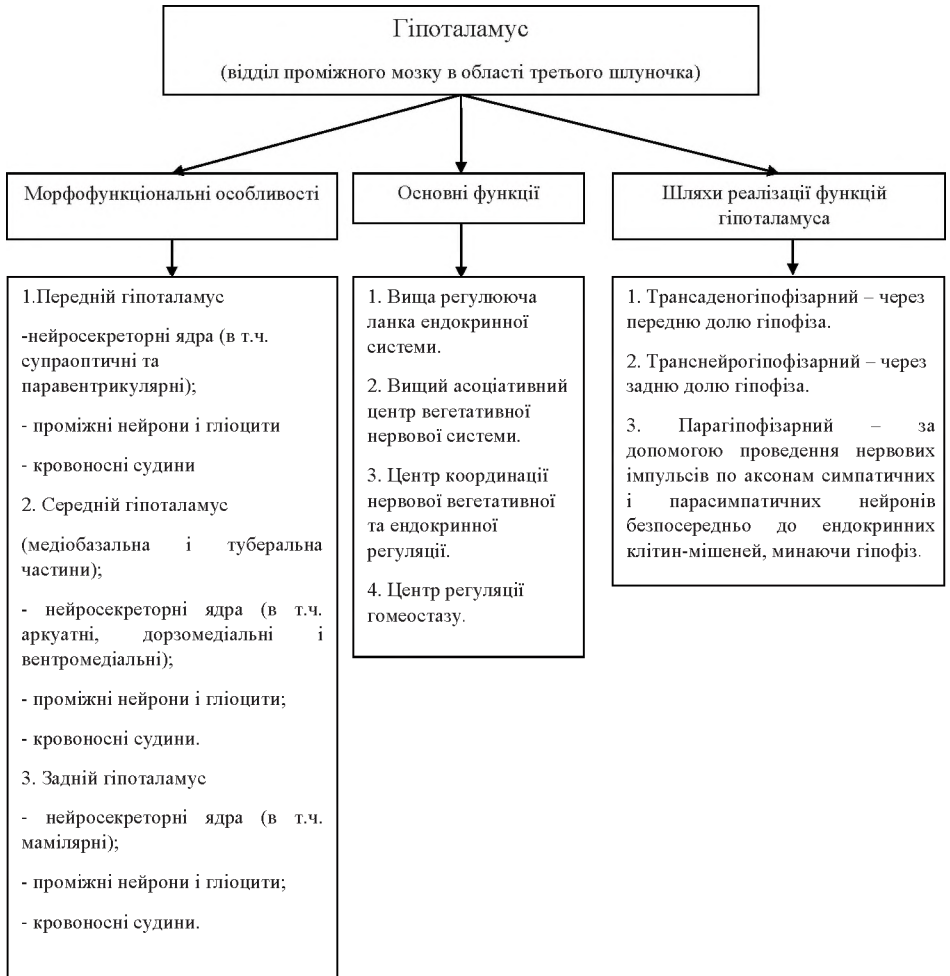 Гіпоталамус
(відділ проміжного мозку в області третього шлуночка)
Морфофункціональні особливості
1.Передній гіпоталамус
-нейросекреторні ядра (в т.ч.
супраоптичні та
паравентрикулярні);
- проміжні нейрони і гліоцити
- кровоносні судини
2. Середній гіпоталамус
(медіобазальна і туберальна
частини);
- нейросекреторні ядра (в т.ч.
аркуатні, дорзомедіальні і
вентромедіальні);
- проміжні нейрони і гліоцити;
- кровоносні судини.
3. Задній гіпоталамус
- нейросекреторні ядра (в т.ч.
мамілярні);
- проміжні нейрони і гліоцити;
- кровоносні судини.
Основні функції
1. Вища регулююча
ланка ендокринної
системи.
2. Вищий асоціативний
центр вегетативної
нервової системи.
3. Центр координації
нервової вегетативної
та ендокринної
регуляції.
4. Центр регуляції
гомеостазу.
Шляхи реалізації функцій
гіпоталамуса
1. Трансаденогіпофізарний – через
передню долю гіпофіза.
2. Транснейрогіпофізарний – через
задню долю гіпофіза.
3. Парагіпофізарний – за
допомогою проведення нервових
імпульсів по аксонам симпатичних
і парасимпатичних нейронів
безпосередньо до ендокринних
клітин-мішеней, минаючи гіпофіз.